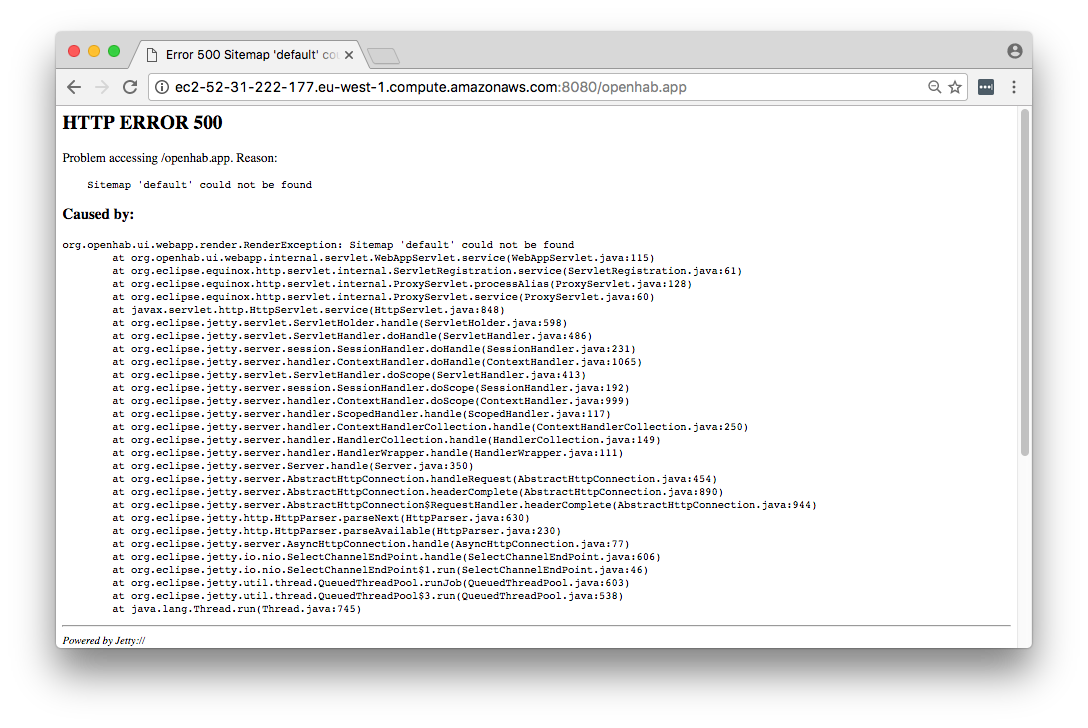 Error 500 Sitemap 'default' cou
ec2-52-31-222-177.eu-west-1.compute.amazonaws.com:8080/openhab.app
HTTP ERROR 500
Problem accessing /openhab.app. Reason:
Sitemap 'default' could not be found
Caused by:
org.openhab.ui.webapp.render.RenderException: Sitemap 'default' could not be found
at org.openhab.ui.webapp.internal.servlet.WebAppServlet.service(WebAppServlet.java:115)
at org.eclipse.equinox.http.servlet.internal.ServletRegistration.service(ServletRegistration.java:61)
at org.eclipse.equinox.http.servlet.internal.ProxyServlet.processAlias(ProxyServlet.java:128)
at org.eclipse.equinox.http.servlet.internal.ProxyServlet.service(ProxyServlet.java:60)
at javax.servlet.http.HttpServlet.service(HttpServlet.java:848)
at org.eclipse.jetty.servlet.ServletHolder.handle(ServletHolder.java:598)
at org.eclipse.jetty.servlet.ServletHandler.doHandle(ServletHandler.java:486)
at org.eclipse.jetty.server.session.SessionHandler.doHandle(SessionHandler.java:231)
at org.eclipse.jetty.server.handler.ContextHandler.doHandle(ContextHandler.java:1065)
at org.eclipse.jetty.servlet.ServletHandler.doScope(ServletHandler.java:413)
at org.eclipse.jetty.server.session.SessionHandler.doScope(SessionHandler.java:192)
at org.eclipse.jetty.server.handler.ContextHandler.doScope(ContextHandler.java:999)
at org.eclipse.jetty.server.handler.ScopedHandler.handle(ScopedHandler.java:117)
at org.eclipse.jetty.server.handler.ContextHandlerCollection.handle(ContextHandlerCollection.java:250)
at org.eclipse.jetty.server.handler.HandlerCollection.handle(HandlerCollection.java:149)
at org.eclipse.jetty.server.handler.HandlerWrapper.handle(HandlerWrapper.java:111)
at org.eclipse.jetty.server.Server.handle(Server.java:350)
at org.eclipse.jetty.server.AbstractHttpConnection.handleRequest(AbstractHttpConnection.java:454)
at org.eclipse.jetty.server.AbstractHttpConnection.headerComplete(AbstractHttpConnection.java:890)
at org.eclipse.jetty.server.AbstractHttpConnection$RequestHandler.headerComplete(AbstractHttpConnection.java:944)
at org.eclipse.jetty.http.HttpParser.parseNext(HttpParser.java:630)
at org.eclipse.jetty.http.HttpParser.parseAvailable(HttpParser.java:230)
at org.eclipse.jetty.server.AsyncHttpConnection.handle(AsyncHttpConnection.java:77)
at org.eclipse.jetty.io.nio.SelectChannelEndPoint.handle(SelectChannelEndPoint.java:606)
at org.eclipse.jetty.io.nio.SelectChannelEndPoint$1.run(SelectChannelEndPoint.java:46)
at org.eclipse.jetty.util.thread.QueuedThreadPool.runJob(QueuedThreadPool.java:603)
at org.eclipse.jetty.util.thread.QueuedThreadPool$3.run(QueuedThreadPool.java:538)
at java.lang.Thread.run(Thread.java:745)
Powered by Jetty://